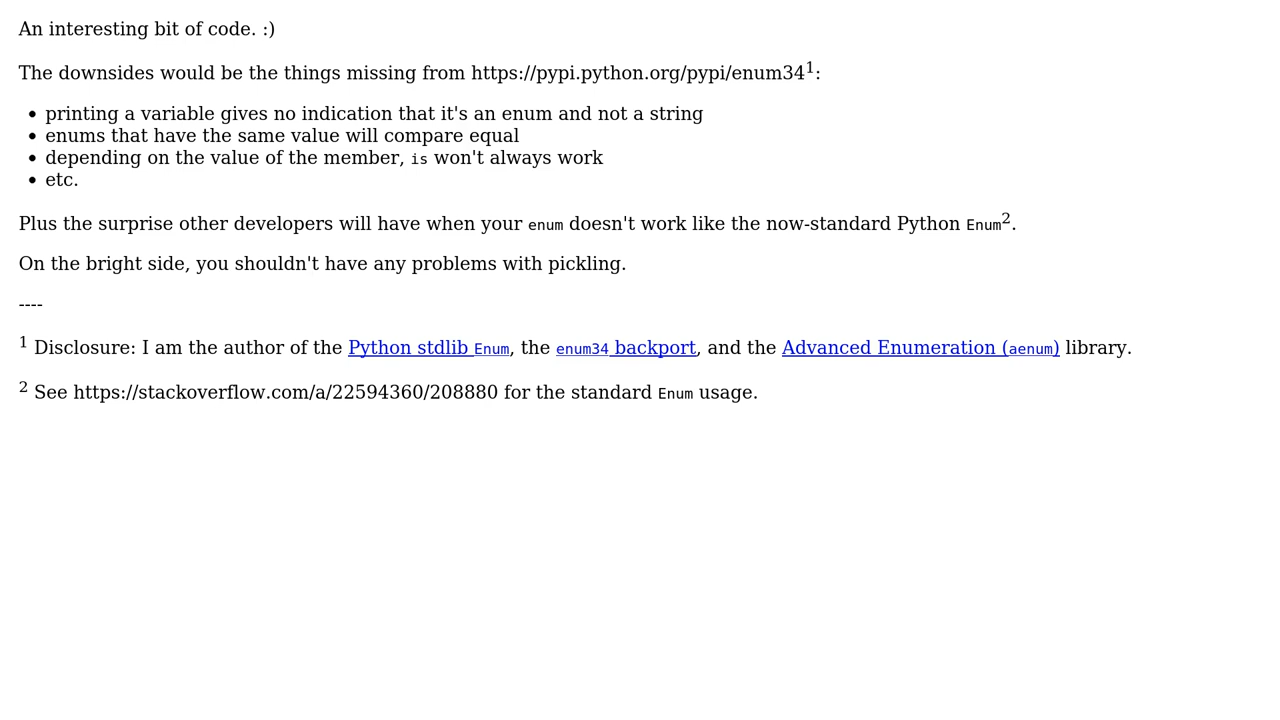 An interesting bit of code. :)
The downsides would be the things missing from https://pypi.python.org/pypi/enum34¹:
• printing a variable gives no indication that it's an enum and not a string
• enums that have the same value will compare equal
• depending on the value of the member, is won't always work
• etc.
Plus the surprise other developers will have when your enum doesn't work like the now-standard Python Enum².
On the bright side, you shouldn't have any problems with pickling.
----
¹ Disclosure: I am the author of the Python stdlib Enum, the enum34 backport, and the Advanced Enumeration (aenum) library.
² See https://stackoverflow.com/a/22594360/208880 for the standard Enum usage.